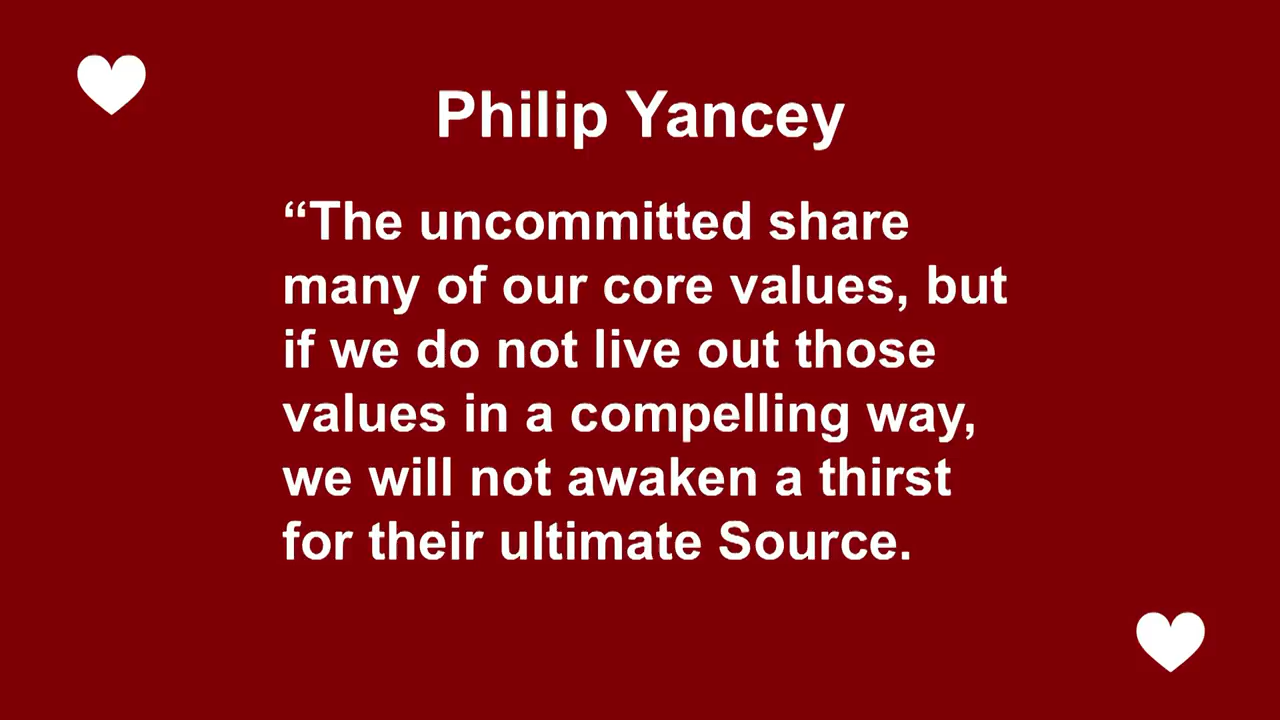 Philip Yancey
“The uncommitted share
many of our core values, but
if we do not live out those
values in a compelling way,
we will not awaken a thirst
for their ultimate Source.